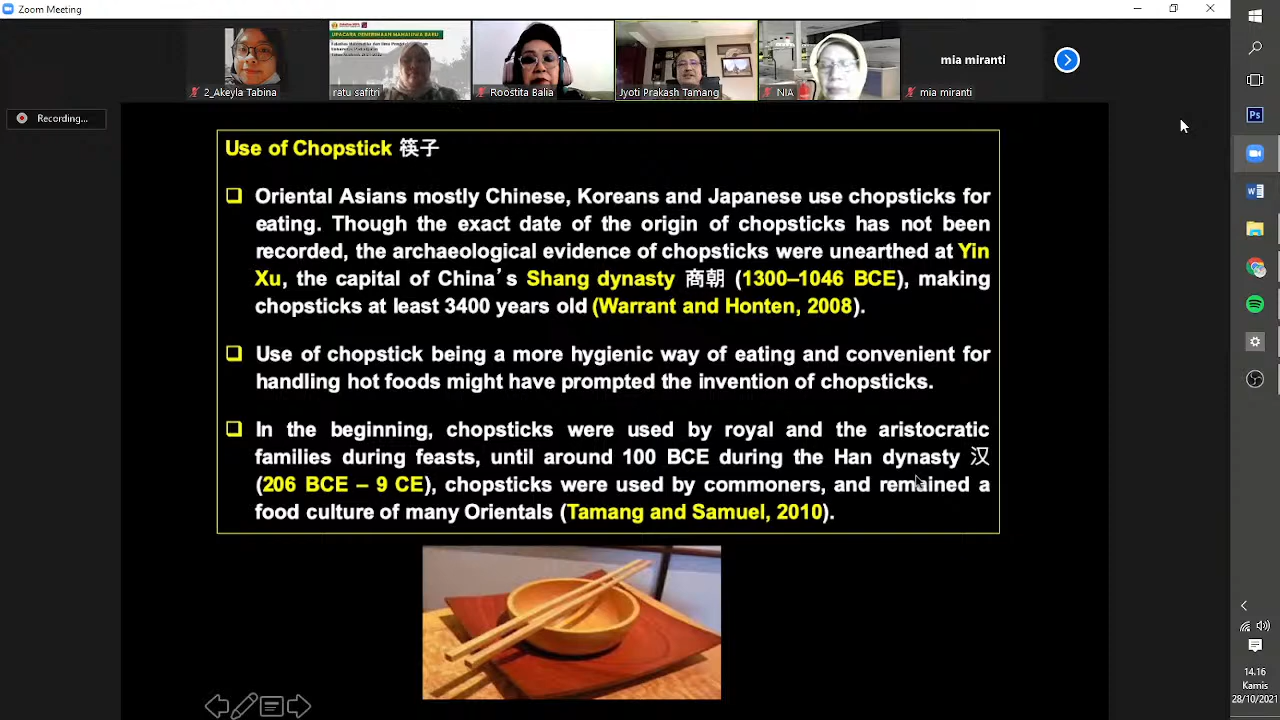 Zoom Meeting
2_Akeyla Tabina
UPACARA PENERIMAAN MAHASISWA BARU
ratu safitri
Roostita Balia
Jyoti Prakash Tamang
NIA
mia miranti
mia miranti
Recording...
Use of Chopstick 筷子
Oriental Asians mostly Chinese, Koreans and Japanese use chopsticks for
eating. Though the exact date of the origin of chopsticks has not been
recorded, the archaeological evidence of chopsticks were unearthed at Yin
Xu, the capital of China's Shang dynasty 商朝 (1300–1046 BCE), making
chopsticks at least 3400 years old (Warrant and Honten, 2008).
Use of chopstick being a more hygienic way of eating and convenient for
handling hot foods might have prompted the invention of chopsticks.
In the beginning, chopsticks were used by royal and the aristocratic
families during feasts, until around 100 BCE during the Han dynasty 汉
(206 BCE – 9 CE), chopsticks were used by commoners, and remained a
food culture of many Orientals (Tamang and Samuel, 2010).
Ps
14.16
Kamis
28/10/2021